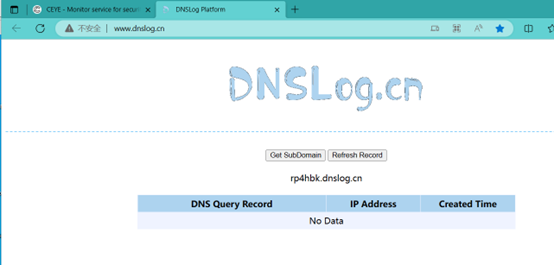 CEYE - Monitor service for secur
DNSLog Platform
不安全 | www.dnslog.cn
DNSLog.cn
Get SubDomain Refresh Record
rp4hbk.dnslog.cn
DNS Query Record IP Address Created Time
No Data